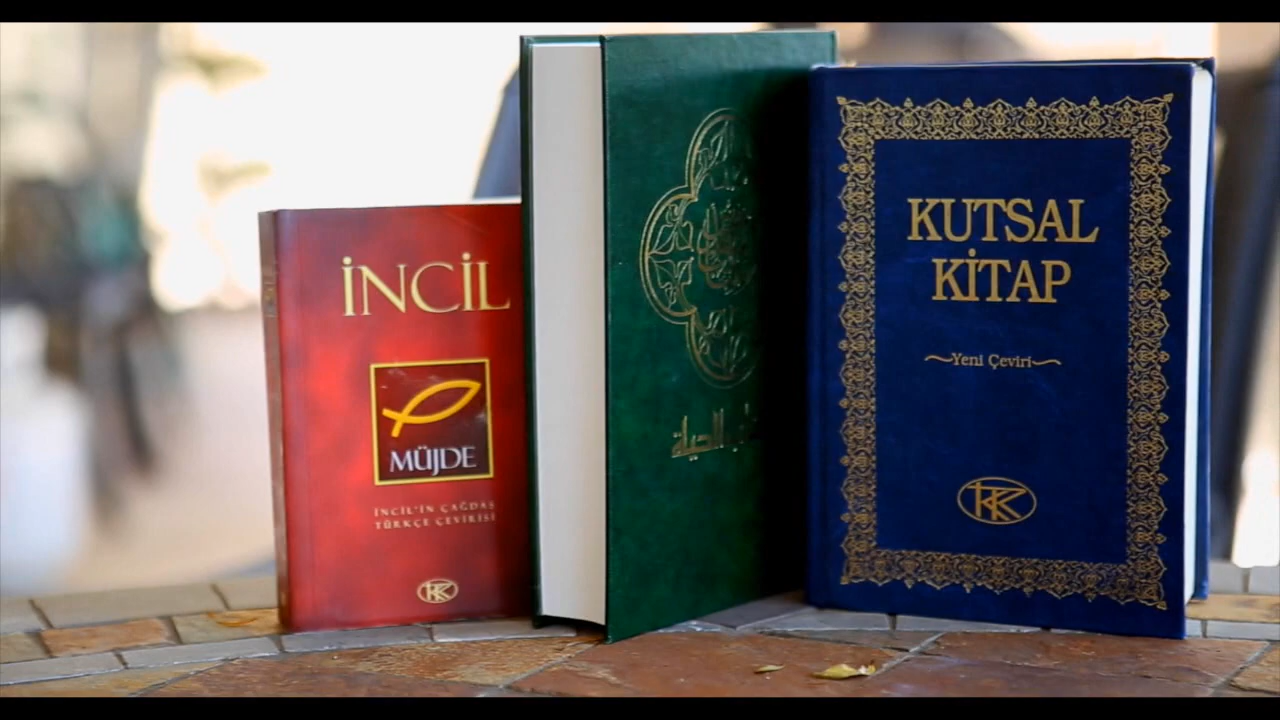 İNCİL
MÜJDE
İNCİL'İN ÇAĞDAŞ
TÜRKÇE ÇEVİRİSİ
الحياة
KUTSAL
KİTAP
Yeni Çeviri